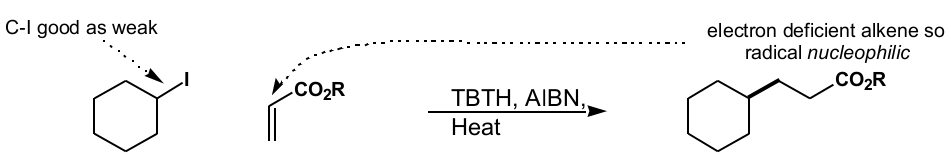 C-I good as weak
electron deficient alkene so
radical nucleophilic
I
CO2R
TBTH, AIBN,
Heat
CO2R